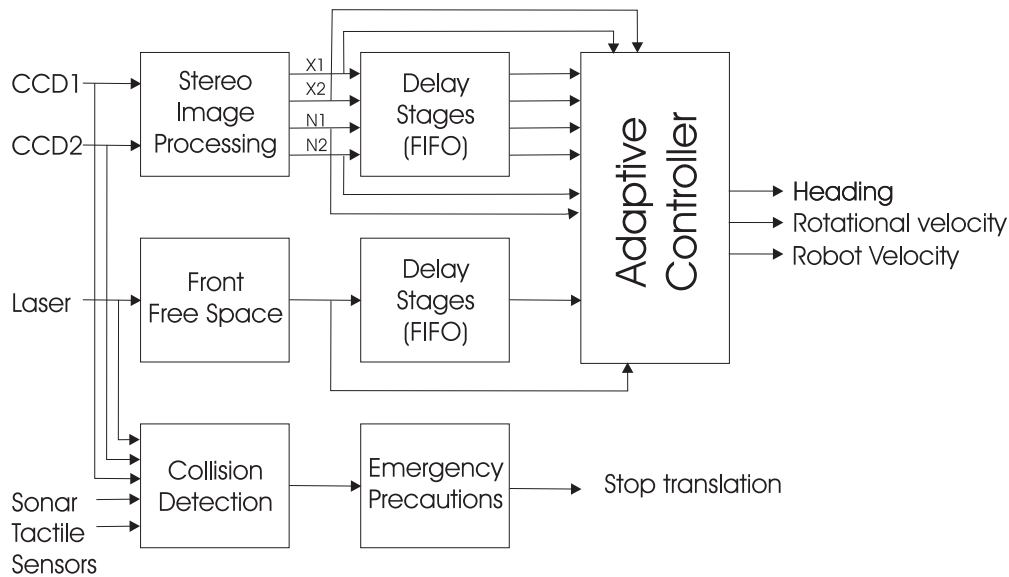 CCD1
CCD2
Stereo
Image
Processing
X1
X2
N1
N2
Delay
Stages
(FIFO)
Adaptive
Controller
Heading
Rotational velocity
Robot Velocity
Laser
Front
Free Space
Delay
Stages
(FIFO)
Collision
Detection
Emergency
Precautions
Stop translation
Sonar
Tactile
Sensors